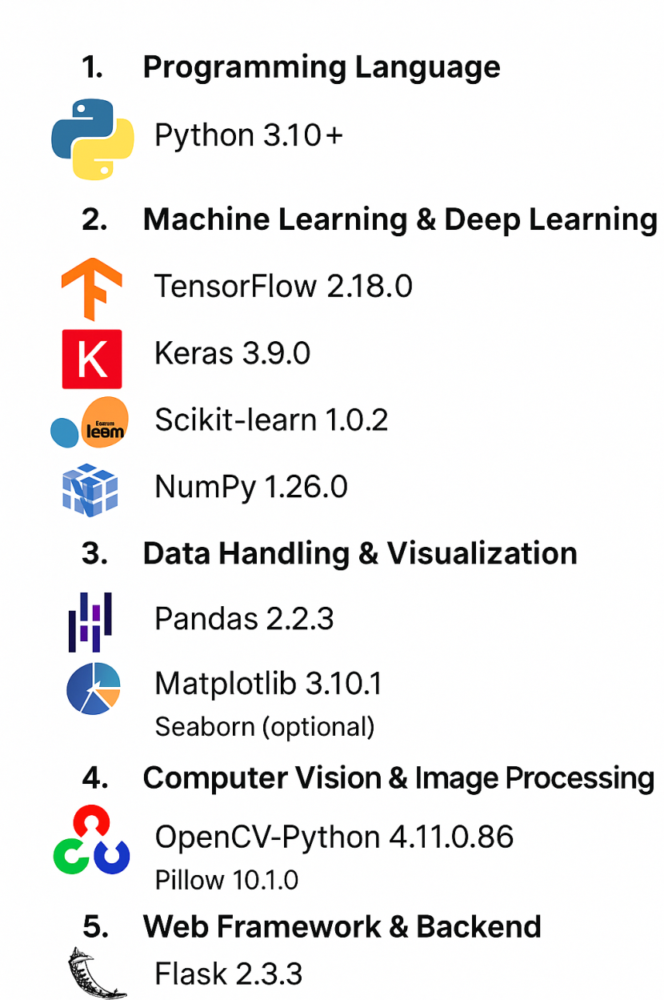 1. Programming Language
Python 3.10+
2. Machine Learning & Deep Learning
TensorFlow 2.18.0
K
Keras 3.9.0
leam
Scikit-learn 1.0.2
NumPy 1.26.0
3. Data Handling & Visualization
Pandas 2.2.3
Matplotlib 3.10.1
Seaborn (optional)
4. Computer Vision & Image Processing
OpenCV-Python 4.11.0.86
Pillow 10.1.0
5. Web Framework & Backend
Flask 2.3.3